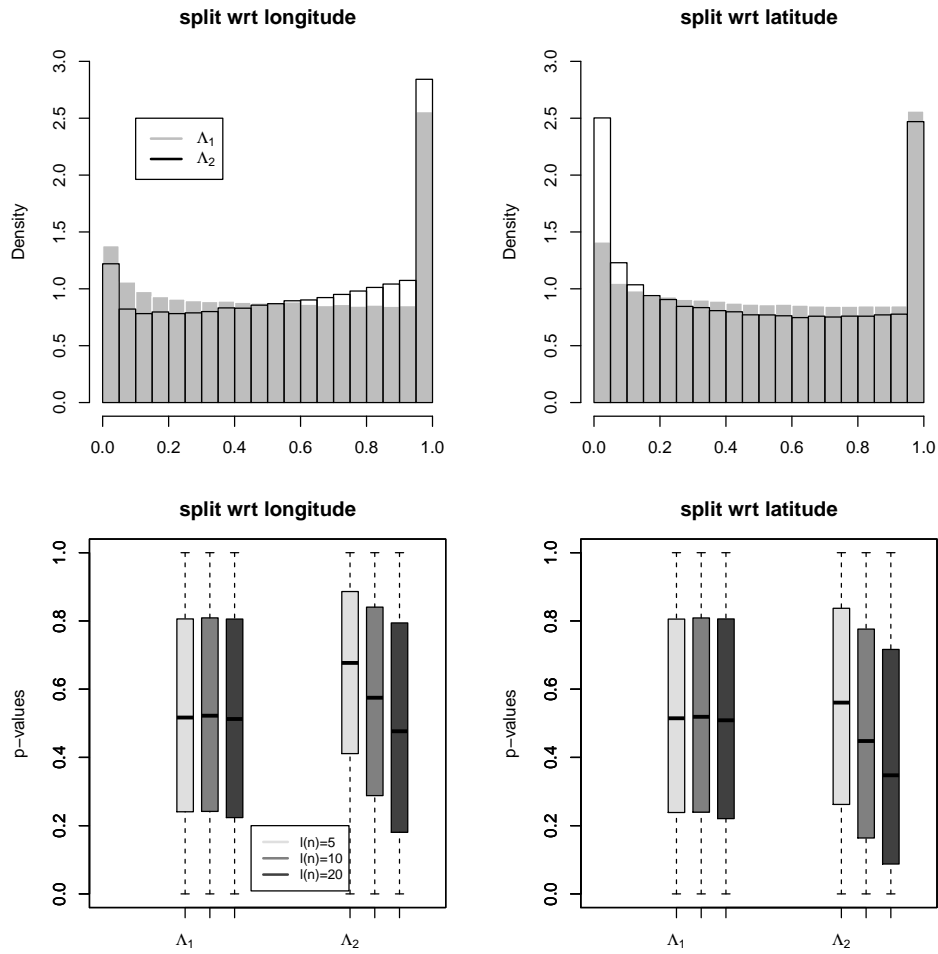 split wrt longitude
3.0
2.5
2.0
1.5
1.0
0.5
0.0
Density
Λ1
Λ2
0.0 0.2 0.4 0.6 0.8 1.0
split wrt latitude
3.0
2.5
2.0
1.5
1.0
0.5
0.0
Density
0.0 0.2 0.4 0.6 0.8 1.0
split wrt longitude
1.0
0.8
0.6
0.4
0.2
0.0
p−values
l(n)=5
l(n)=10
l(n)=20
Λ1 Λ2
split wrt latitude
1.0
0.8
0.6
0.4
0.2
0.0
p−values
Λ1 Λ2